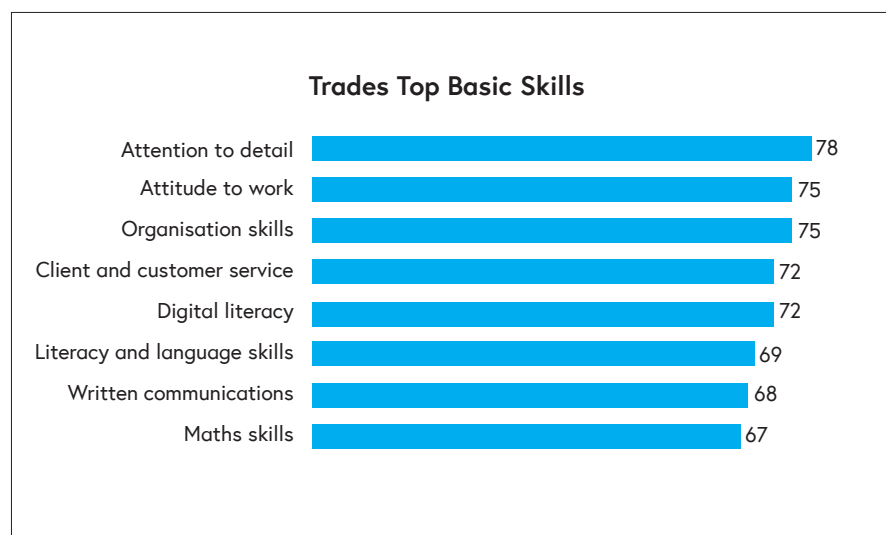 Trades Top Basic Skills
Attention to detail 78
Attitude to work 75
Organisation skills 75
Client and customer service 72
Digital literacy 72
Literacy and language skills 69
Written communications 68
Maths skills 67